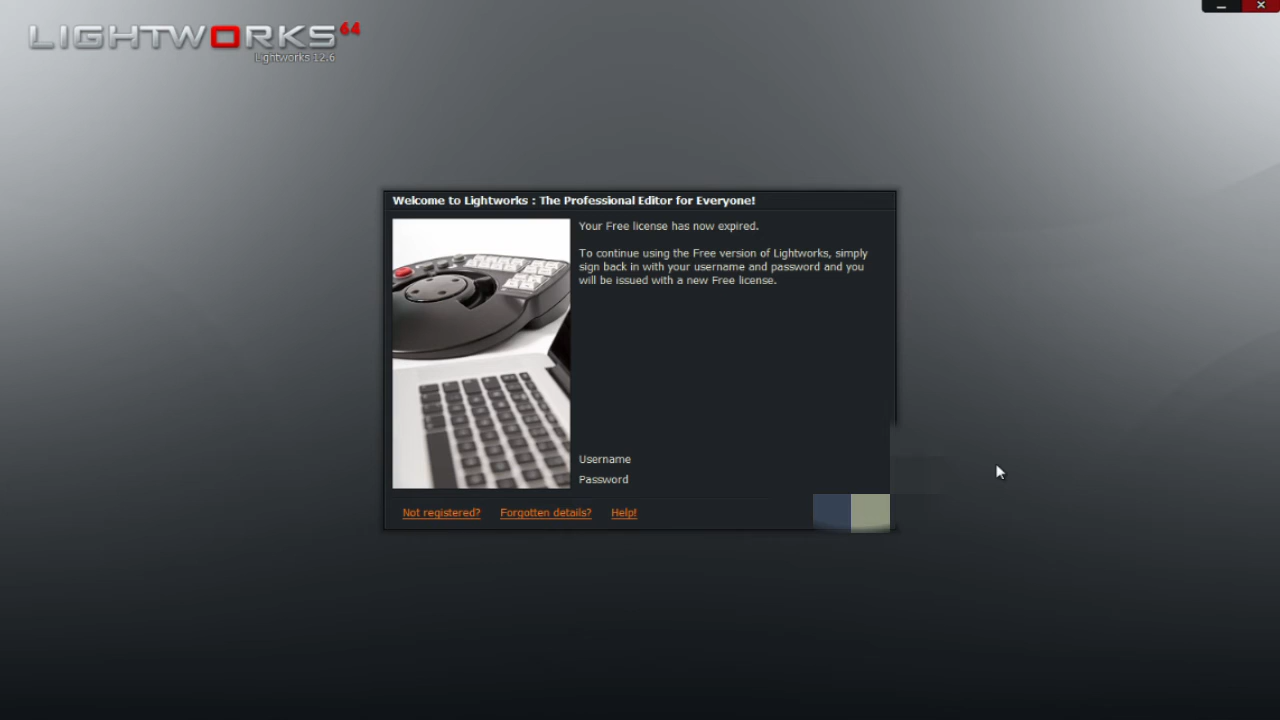 LIGHTWORKS 64
Lightworks 12.6
Welcome to Lightworks : The Professional Editor for Everyone!
Your Free license has now expired.
To continue using the Free version of Lightworks, simply
sign back in with your username and password and you
will be issued with a new Free license.
Username
Password
Not registered? Forgotten details? Help!